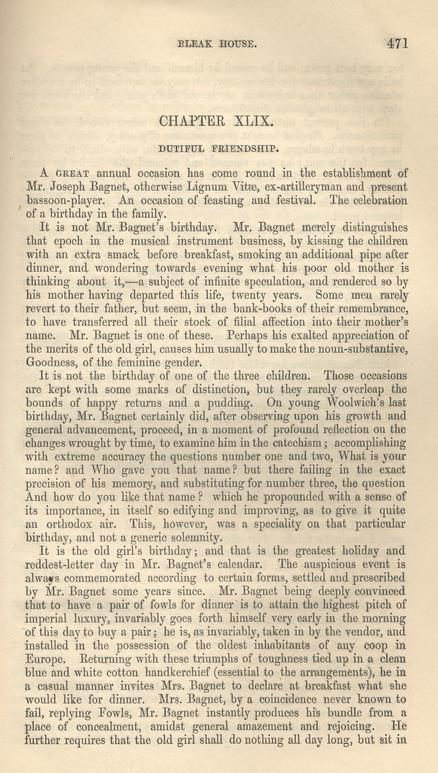 BLEAK HOUSE. 471
CHAPTER XLIX.
DUTIFUL FRIENDSHIP.
A GREAT annual occasion has come round in the establishment of
Mr. Joseph Bagnet, otherwise Lignum Vitæ, ex-artilleryman and present
bassoon-player. An occasion of feasting and festival. The celebration
of a birthday in the family.
It is not Mr. Bagnet's birthday. Mr. Bagnet merely distinguishes
that epoch in the musical instrument business, by kissing the children
with an extra smack before breakfast, smoking an additional pipe after
dinner, and wondering towards evening what his poor old mother is
thinking about it,—a subject of infinite speculation, and rendered so by
his mother having departed this life, twenty years. Some men rarely
revert to their father, but seem, in the bank-books of their remembrance,
to have transferred all their stock of filial affection into their mother's
name. Mr. Bagnet is one of these. Perhaps his exalted appreciation of
the merits of the old girl, causes him usually to make the noun-substantive,
Goodness, of the feminine gender.
It is not the birthday of one of the three children. Those occasions
are kept with some marks of distinction, but they rarely overleap the
bounds of happy returns and a pudding. On young Woolwich's last
birthday, Mr. Bagnet certainly did, after observing upon his growth and
general advancement, proceed, in a moment of profound reflection on the
changes wrought by time, to examine him in the catechism; accomplishing
with extreme accuracy the questions number one and two, What is your
name? and Who gave you that name? but there failing in the exact
precision of his memory, and substituting for number three, the question
And how do you like that name? which he propounded with a sense of
its importance, in itself so edifying and improving, as to give it quite
an orthodox air. This, however, was a speciality on that particular
birthday, and not a generic solemnity.
It is the old girl's birthday; and that is the greatest holiday and
reddest-letter day in Mr. Bagnet's calendar. The auspicious event is
always commemorated according to certain forms, settled and prescribed
by Mr. Bagnet some years since. Mr. Bagnet being deeply convinced
that to have a pair of fowls for dinner is to attain the highest pitch of
imperial luxury, invariably goes forth himself very early in the morning
of this day to buy a pair; he is, as invariably, taken in by the vendor, and
installed in the possession of the oldest inhabitants of any coop in
Europe. Returning with these triumphs of toughness tied up in a clean
blue and white cotton handkerchief (essential to the arrangements), he in
a casual manner invites Mrs. Bagnet to declare at breakfast what she
would like for dinner. Mrs. Bagnet, by a coincidence never known to
fail, replying Fowls, Mr. Bagnet instantly produces his bundle from a
place of concealment, amidst general amazement and rejoicing. He
further requires that the old girl shall do nothing all day long, but sit in